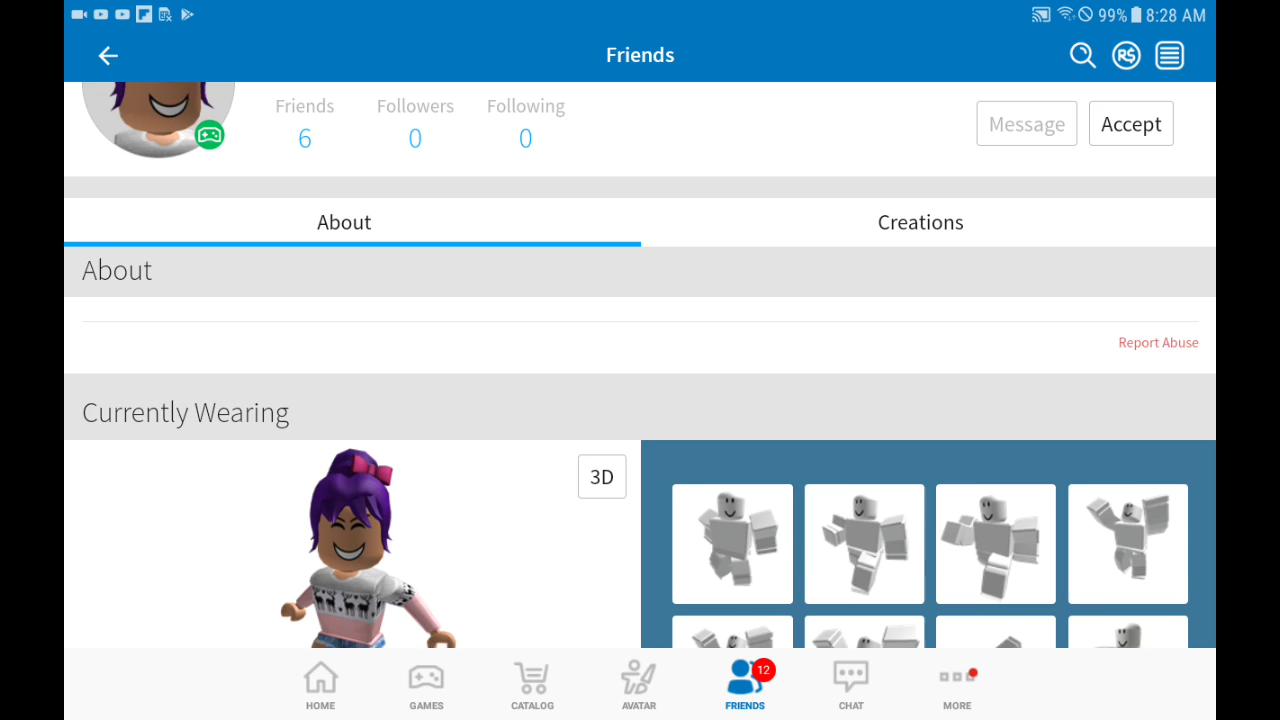 99% 8:28 AM
Friends
R$
Friends Followers Following
6 0 0
Message Accept
About Creations
About
Report Abuse
Currently Wearing
3D
12
HOME GAMES CATALOG AVATAR FRIENDS CHAT MORE